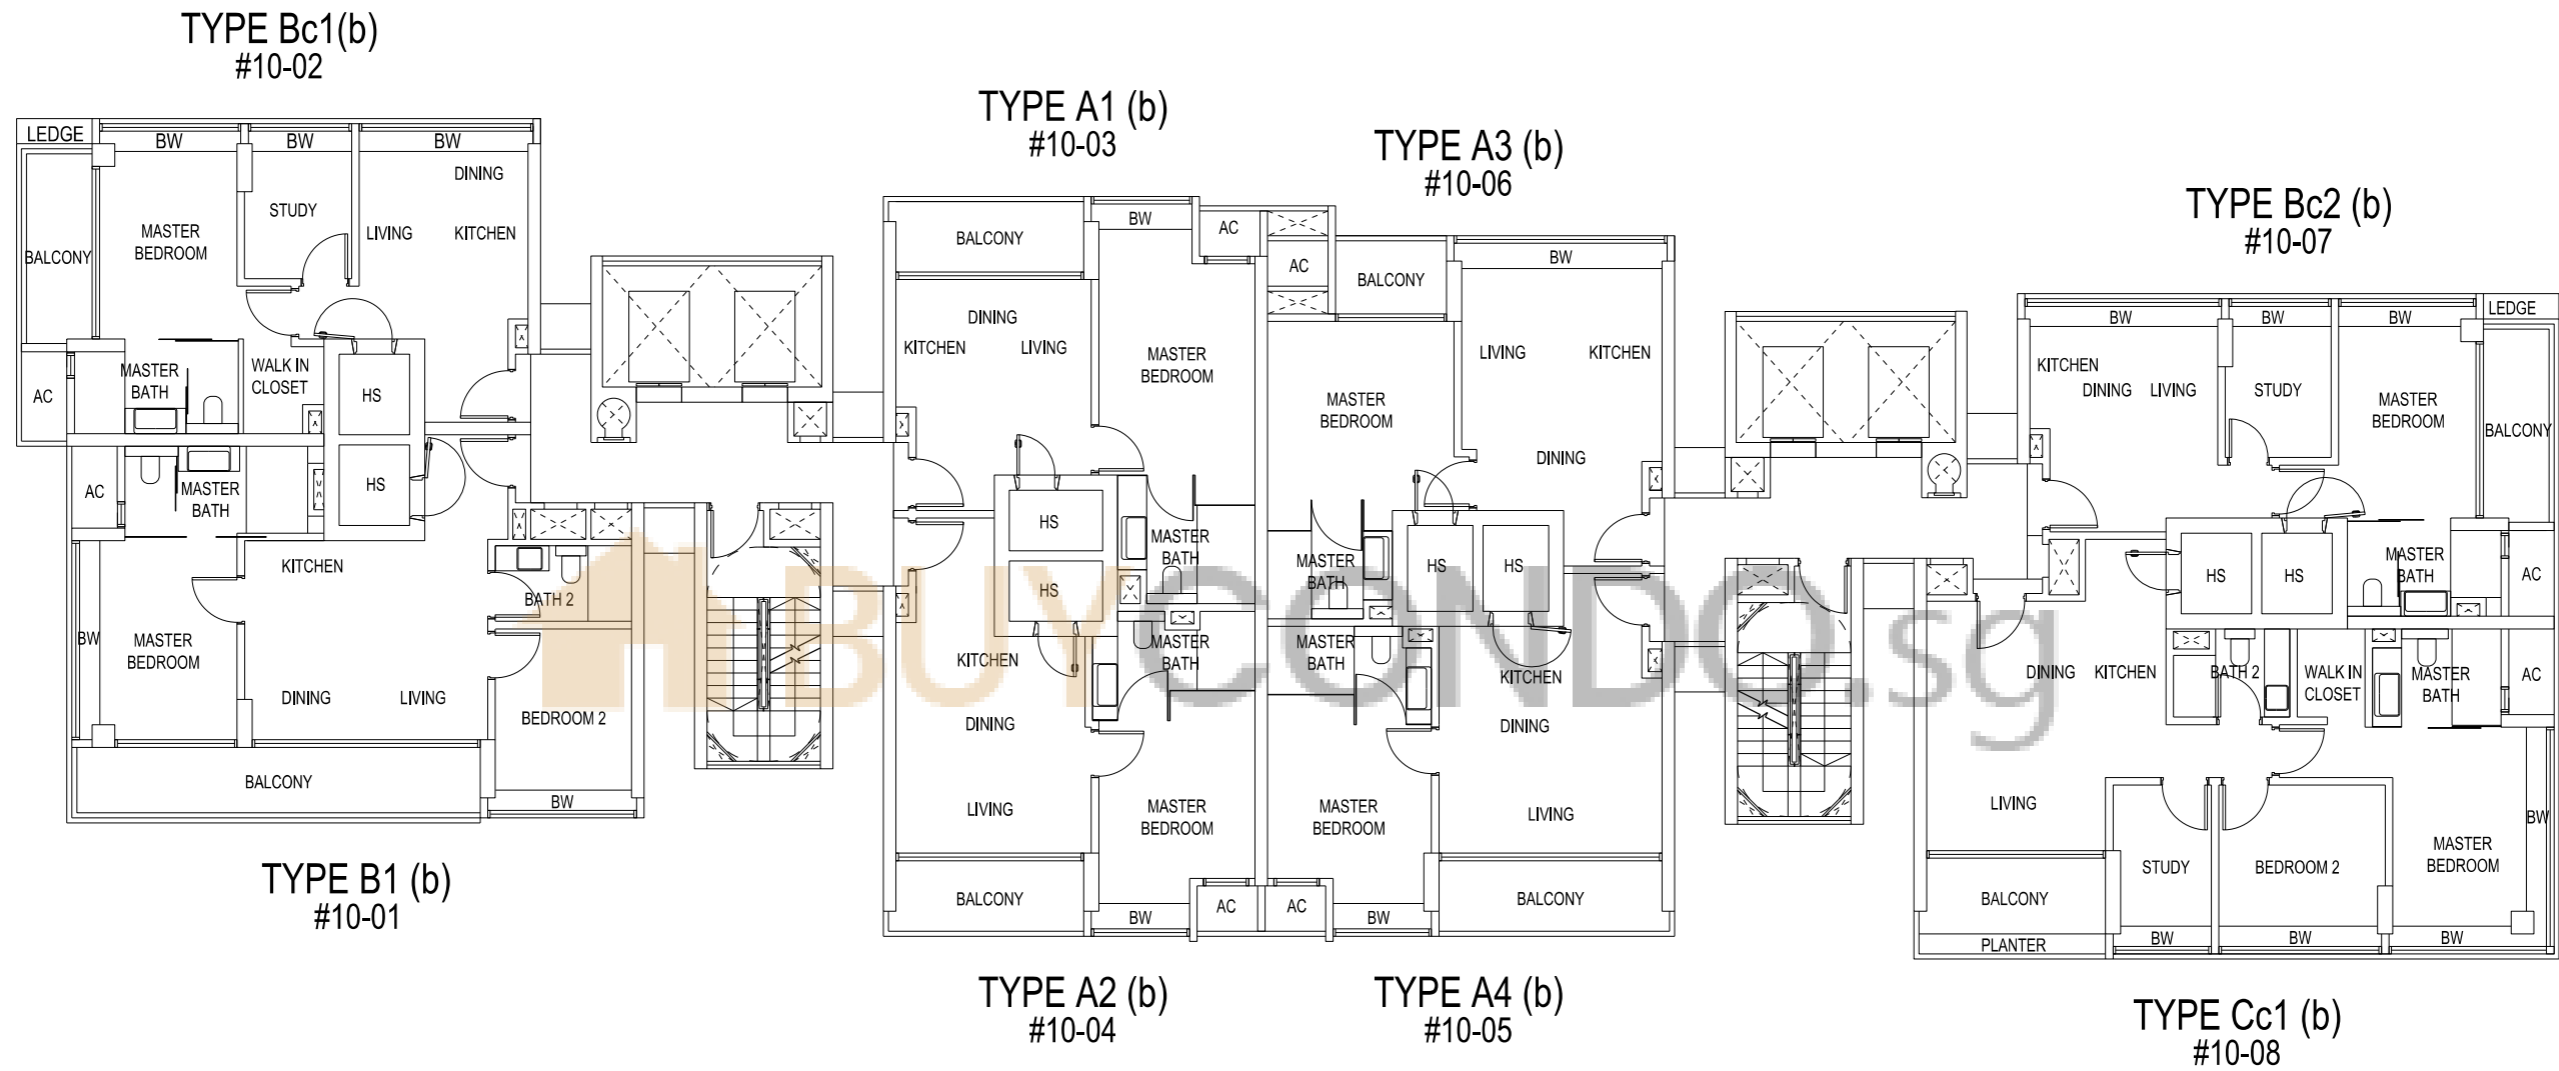 TYPE Bc1(b)
#10-02
LEDGE
BW
BW
BW
DINING
STUDY
MASTER
BEDROOM
LIVING
KITCHEN
BALCONY
MASTER
BATH
WALK IN
CLOSET
HS
AC
HS
AC
MASTER
BATH
KITCHEN
BATH 2
BW
MASTER
BEDROOM
DINING
LIVING
BEDROOM 2
BALCONY
BW
TYPE B1 (b)
#10-01
TYPE A1 (b)
#10-03
BALCONY
BW
AC
DINING
KITCHEN
LIVING
MASTER
BEDROOM
HS
MASTER
BATH
HS
MASTER
BATH
KITCHEN
DINING
LIVING
MASTER
BEDROOM
BALCONY
BW
AC
TYPE A2 (b)
#10-04
TYPE A3 (b)
#10-06
BW
AC
BALCONY
LIVING
KITCHEN
MASTER
BEDROOM
DINING
MASTER
BATH
HS
HS
MASTER
BATH
KITCHEN
DINING
MASTER
BEDROOM
LIVING
AC
BW
BALCONY
TYPE A4 (b)
#10-05
TYPE Bc2 (b)
#10-07
LEDGE
BW
BW
BW
KITCHEN
DINING
LIVING
STUDY
MASTER
BEDROOM
BALCONY
HS
HS
MASTER
BATH
AC
DINING
KITCHEN
BATH 2
WALK IN
CLOSET
MASTER
BATH
AC
LIVING
BW
STUDY
BEDROOM 2
MASTER
BEDROOM
BALCONY
PLANTER
BW
BW
BW
TYPE Cc1 (b)
#10-08
BUYCONDO.sg